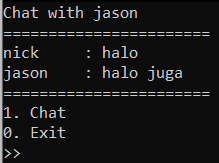 Chat with jason
=======================
nick     : halo
jason    : halo juga
=======================
1. Chat
0. Exit
>>